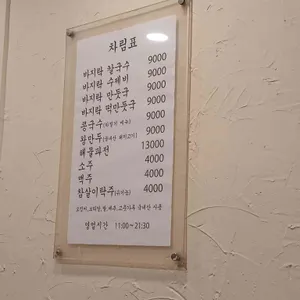 차림표
바지락 칼국수 9000
바지락 수제비 9000
바지락 만둣국 9000
바지락 떡만둣국 9000
콩국수 9000
왕만두 9000
해물파전 13000
소주 4000
맥주 4000
참살이탁주 4000
영업시간 11:00~21:30